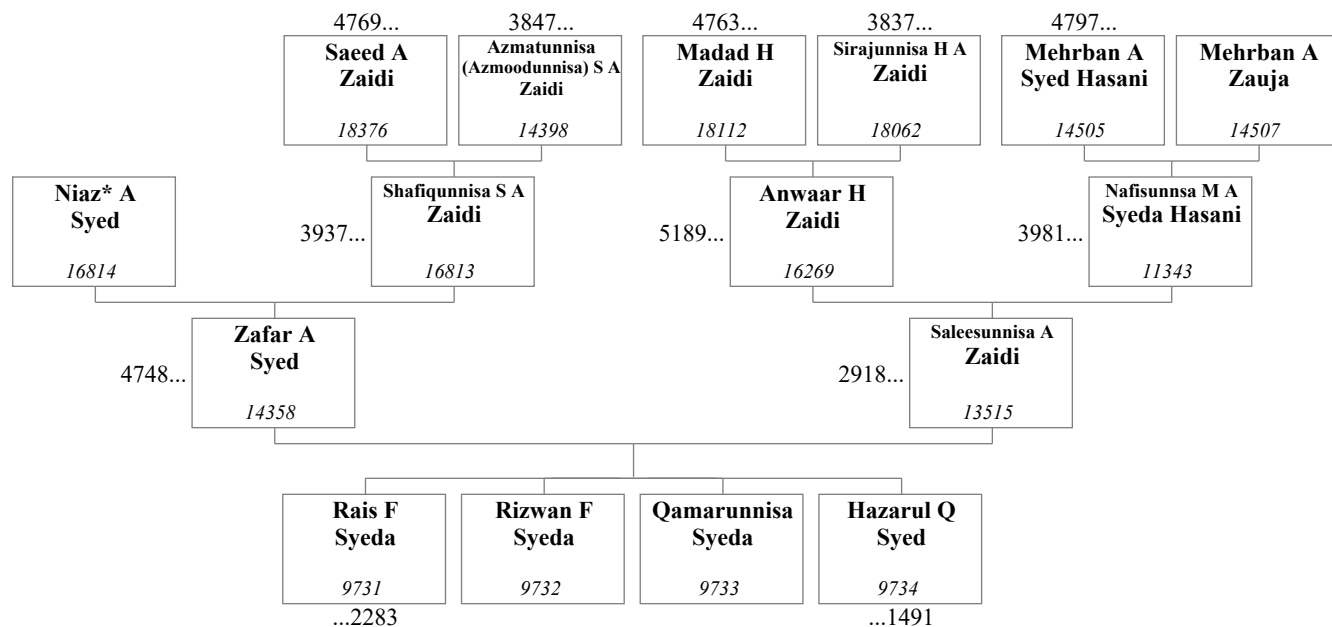 4769... 3847... 4763... 3837... 4797...
Saeed A
Zaidi
18376
Azmatunnisa
(Azmoodunnisa) S A
Zaidi
14398
Madad H
Zaidi
18112
Sirajunnisa H A
Zaidi
18062
Mehrban A
Syed Hasani
14505
Mehrban A
Zauja
14507
Niaz* A
Syed
16814
3937...
Shafiqunnisa S A
Zaidi
16813
5189...
Anwaar H
Zaidi
16269
3981...
Nafisunnsa M A
Syeda Hasani
11343
4748...
Zafar A
Syed
14358
2918...
Saleesunnisa A
Zaidi
13515
Rais F
Syeda
9731
Rizwan F
Syeda
9732
Qamarunnisa
Syeda
9733
Hazarul Q
Syed
9734
...2283 ...1491